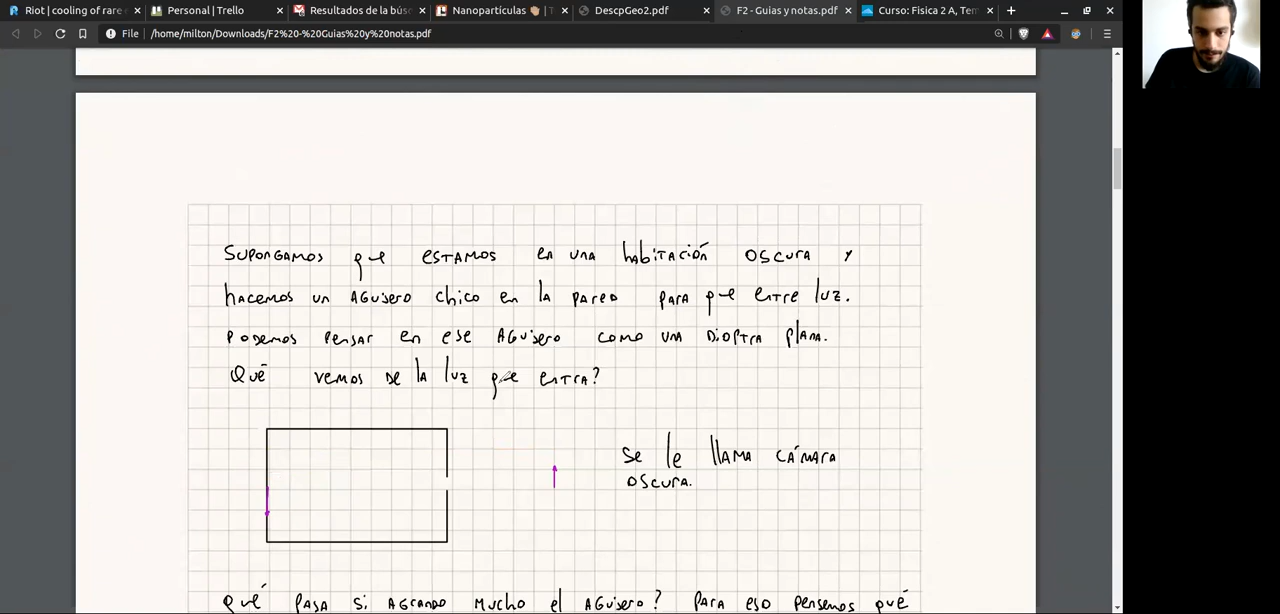 Riot | cooling of rare e
Personal | Trello
Resultados de la bús
Nanopartículas 👏🏼 | T
DescpGeo2.pdf
F2 - Guias y notas.pdf
Curso: Fisica 2 A, Tem
File /home/milton/Downloads/F2%20-%20Guias%20y%20notas.pdf
Supongamos que estamos en una habitación oscura y
hacemos un agujero chico en la pared para que entre luz.
Podemos pensar en ese agujero como una dioptra plana.
Qué vemos de la luz que entra?
Se le llama cámara
oscura.
Qué pasa si agrando mucho el agujero? Para eso pensemos qué